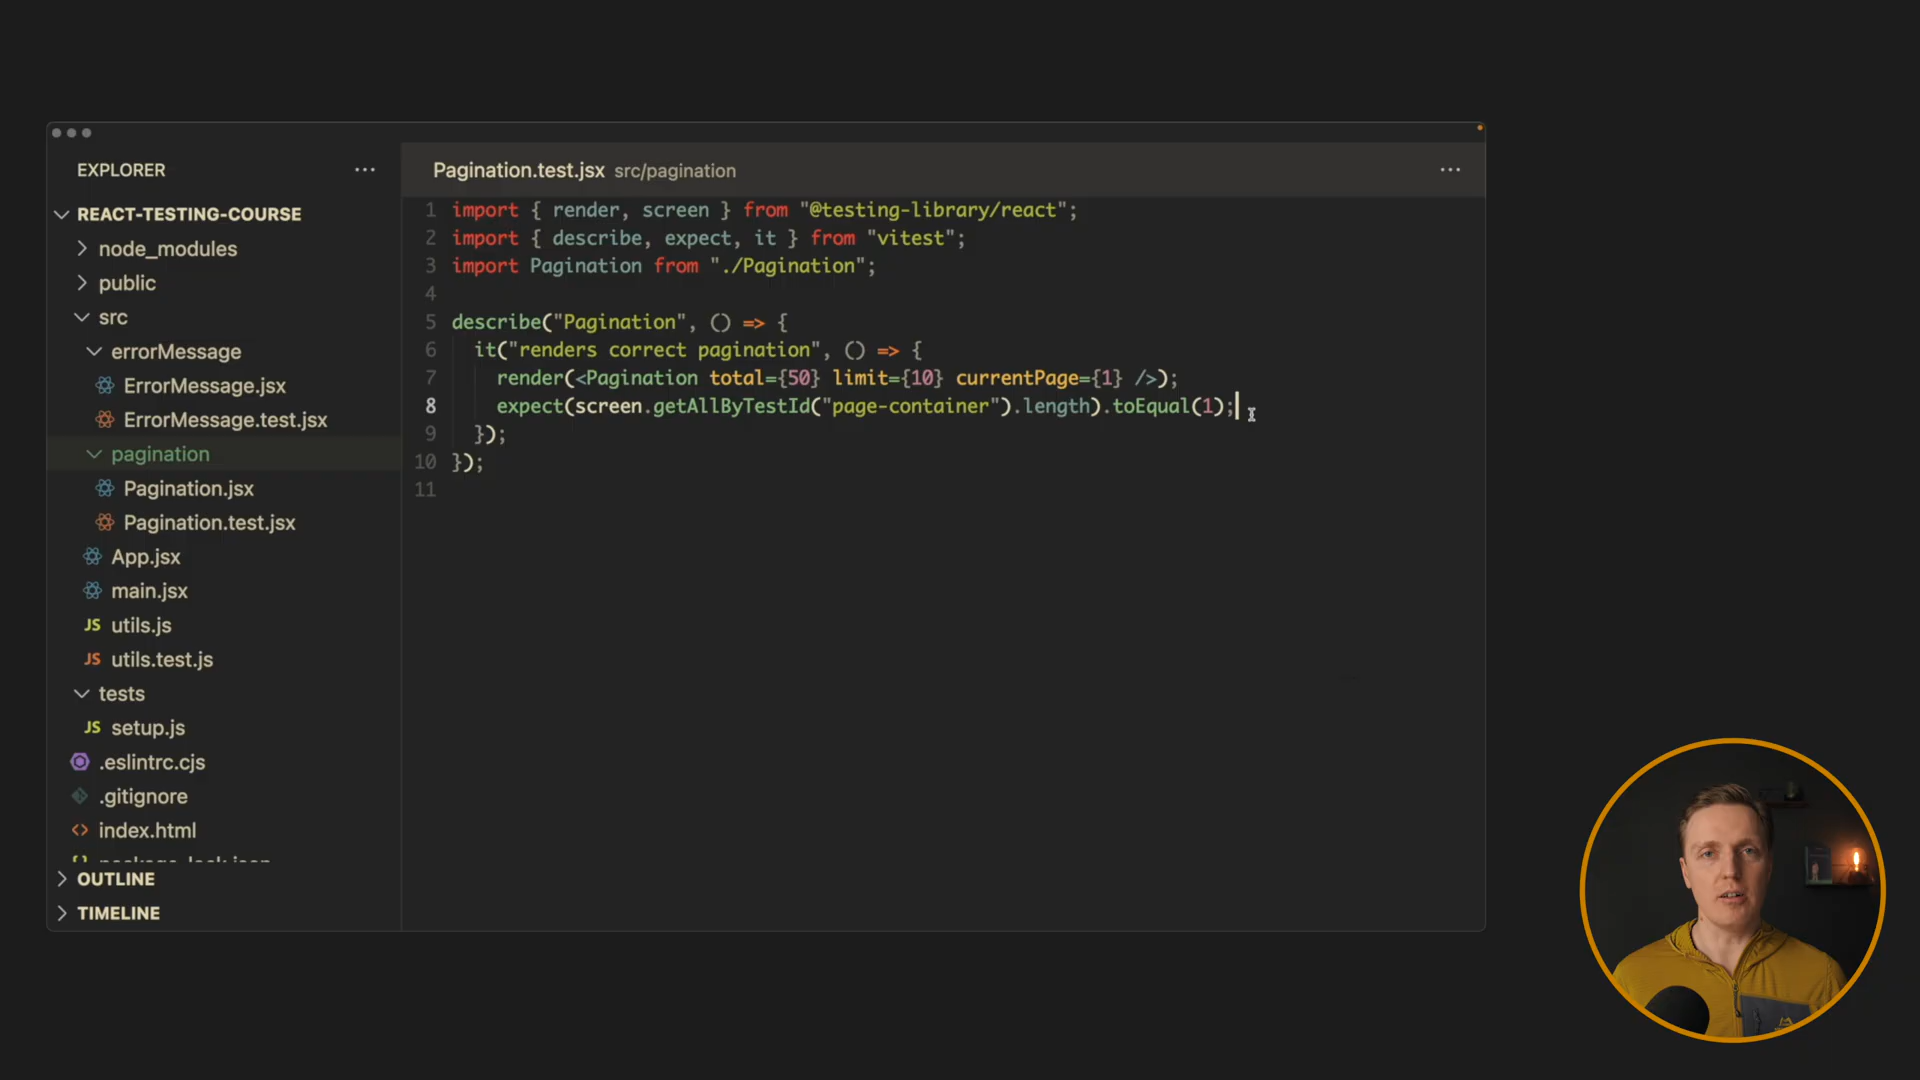 EXPLORER
REACT-TESTING-COURSE
node_modules
public
src
errorMessage
ErrorMessage.jsx
ErrorMessage.test.jsx
pagination
Pagination.jsx
Pagination.test.jsx
App.jsx
main.jsx
JS utils.js
JS utils.test.js
tests
JS setup.js
.eslintrc.cjs
.gitignore
index.html
OUTLINE
TIMELINE
Pagination.test.jsx src/pagination
1 import { render, screen } from "@testing-library/react";
2 import { describe, expect, it } from "vitest";
3 import Pagination from "./Pagination";
4
5 describe("Pagination", () => {
6 it("renders correct pagination", () => {
7 render(<Pagination total={50} limit={10} currentPage={1} />);
8 expect(screen.getAllByTestId("page-container").length).toEqual(1);
9 });
10 });
11